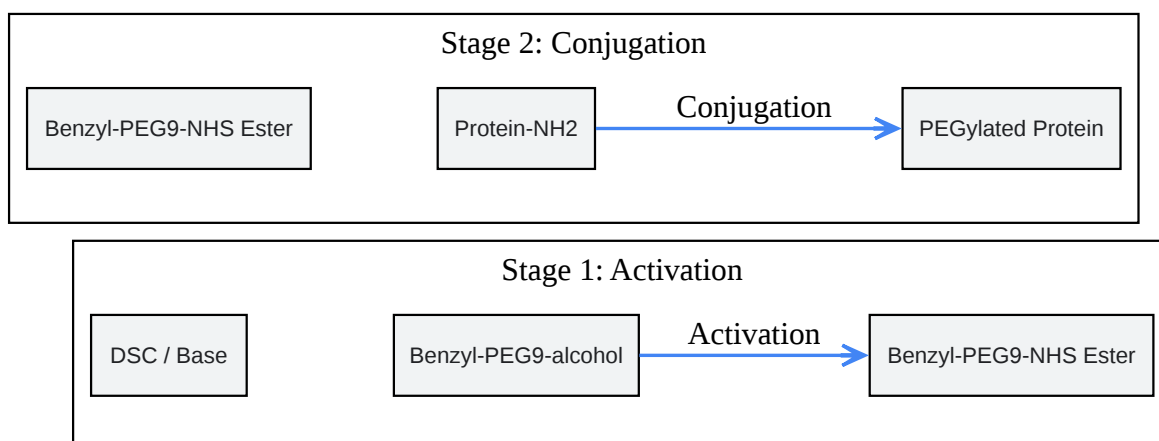 Stage 2: Conjugation
Benzyl-PEG9-NHS Ester
Protein-NH2
Conjugation
PEGylated Protein
Stage 1: Activation
DSC / Base
Benzyl-PEG9-alcohol
Activation
Benzyl-PEG9-NHS Ester